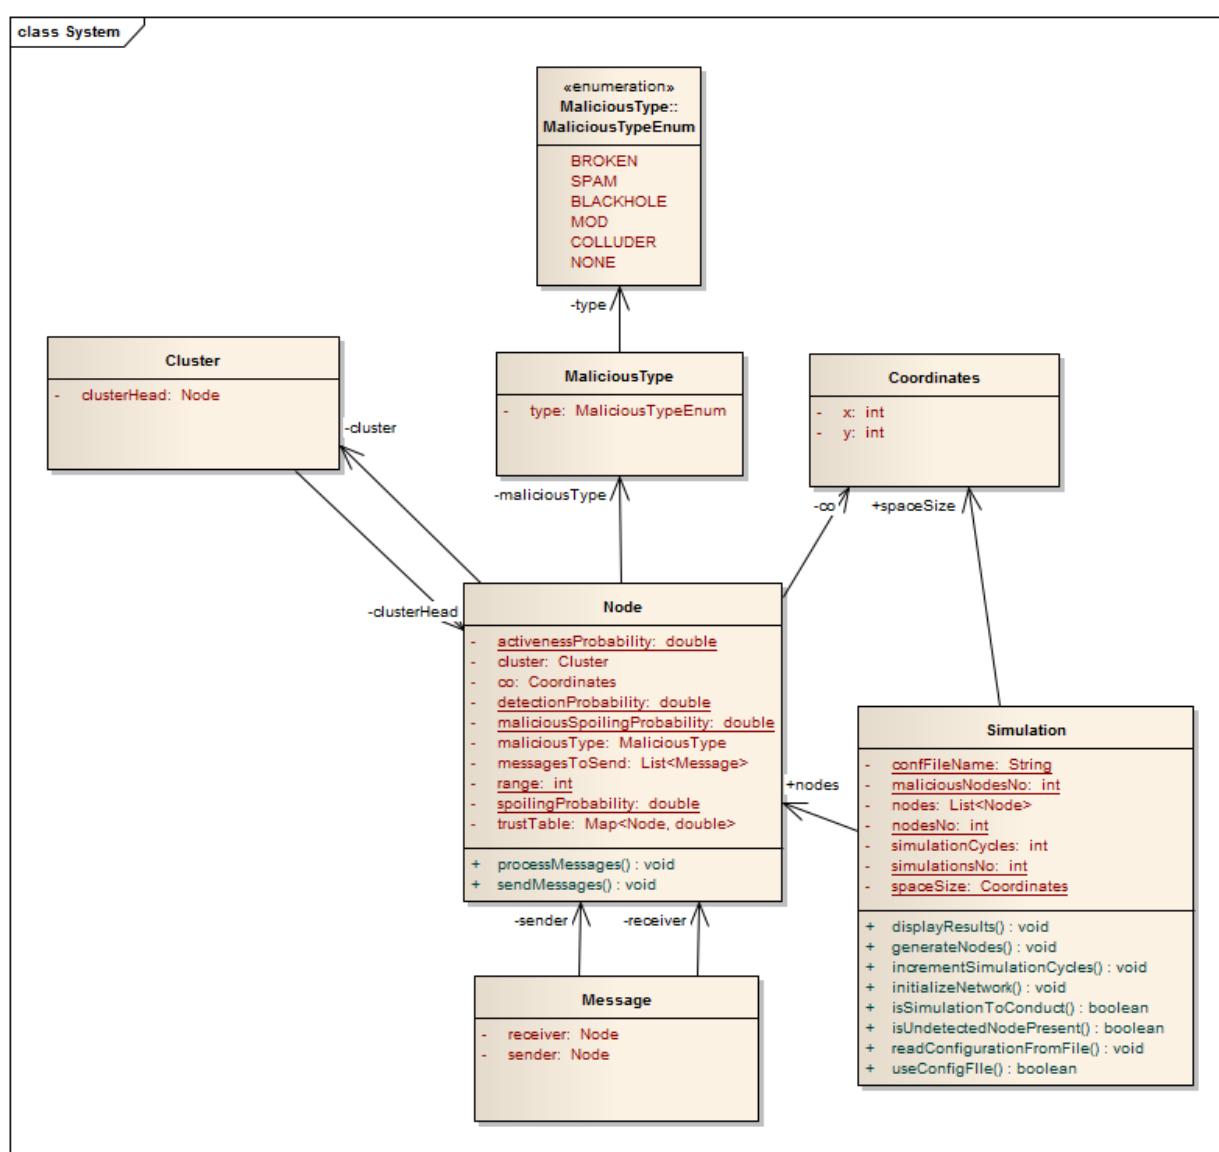 class System
«enumeration»
MaliciousType::
MaliciousTypeEnum
BROKEN
SPAM
BLACKHOLE
MOD
COLLUDER
NONE
-type
Cluster
- clusterHead: Node
MaliciousType
- type: MaliciousTypeEnum
Coordinates
- x: int
- y: int
-cluster
-maliciousType
-co
+spaceSize
-clusterHead
Node
- activenessProbability: double
- cluster: Cluster
- co: Coordinates
- detectionProbability: double
- maliciousSpoilingProbability: double
- maliciousType: MaliciousType
- messagesToSend: List<Message>
- range: int
- spoilingProbability: double
- trustTable: Map<Node, double>
+ processMessages() : void
+ sendMessages() : void
+nodes
Simulation
- confFileName: String
- maliciousNodesNo: int
- nodes: List<Node>
- nodesNo: int
- simulationCycles: int
- simulationsNo: int
- spaceSize: Coordinates
+ displayResults() : void
+ generateNodes() : void
+ incrementSimulationCycles() : void
+ initializeNetwork() : void
+ isSimulationToConduct() : boolean
+ isUndetectedNodePresent() : boolean
+ readConfigurationFromFile() : void
+ useConfigFIle() : boolean
-sender
-receiver
Message
- receiver: Node
- sender: Node